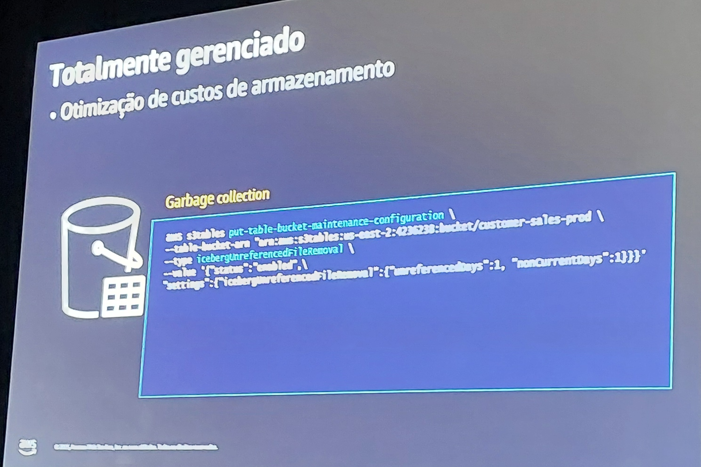 Totalmente gerenciado
• Otimização de custos de armazenamento
Garbage collection
aws s3tables put-table-bucket-maintenance-configuration \
--table-bucket-arn "arn:aws:s3tables:us-east-2:4236238:bucket/customer-sales-prod \
--type icebergUnreferencedFileRemoval \
--value '{"status":"enabled",\
"settings":{"icebergUnreferencedFileRemoval":{"unreferencedDays":1, "nonCurrentDays":1}}}'
aws